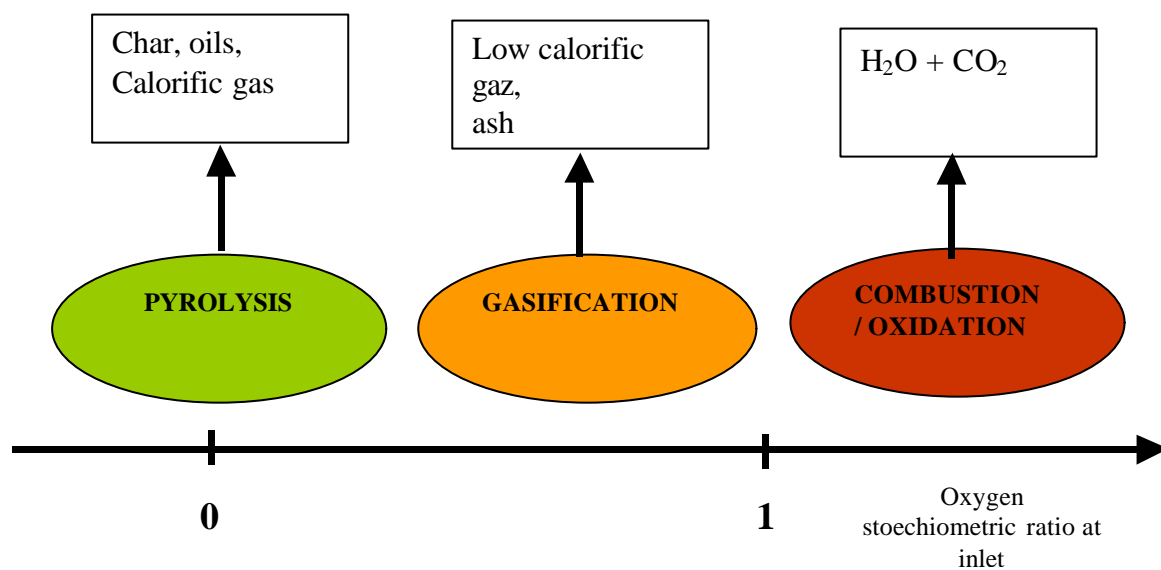 Char, oils,
Calorific gas
Low calorific
gaz,
ash
H₂O + CO₂
PYROLYSIS
GASIFICATION
COMBUSTION
/ OXIDATION
0
1
Oxygen
stoechiometric ratio at
inlet